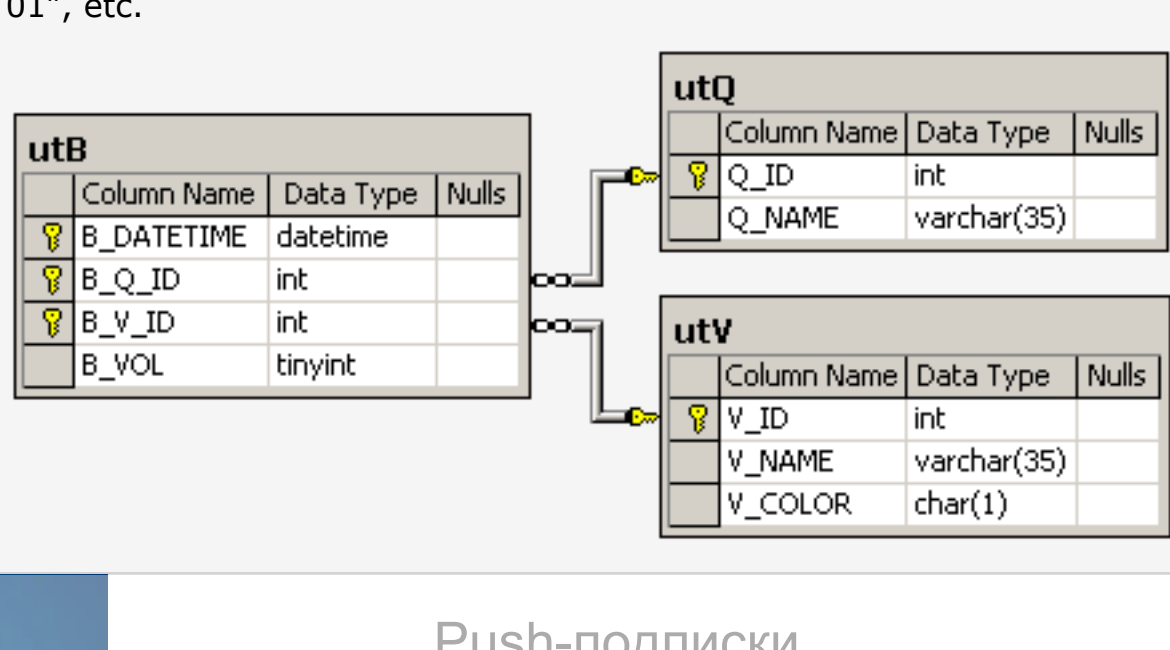 01", etc.
utB
Column Name Data Type Nulls
B_DATETIME datetime
B_Q_ID int
B_V_ID int
B_VOL tinyint
utQ
Column Name Data Type Nulls
Q_ID int
Q_NAME varchar(35)
utV
Column Name Data Type Nulls
V_ID int
V_NAME varchar(35)
V_COLOR char(1)
Push-подписки